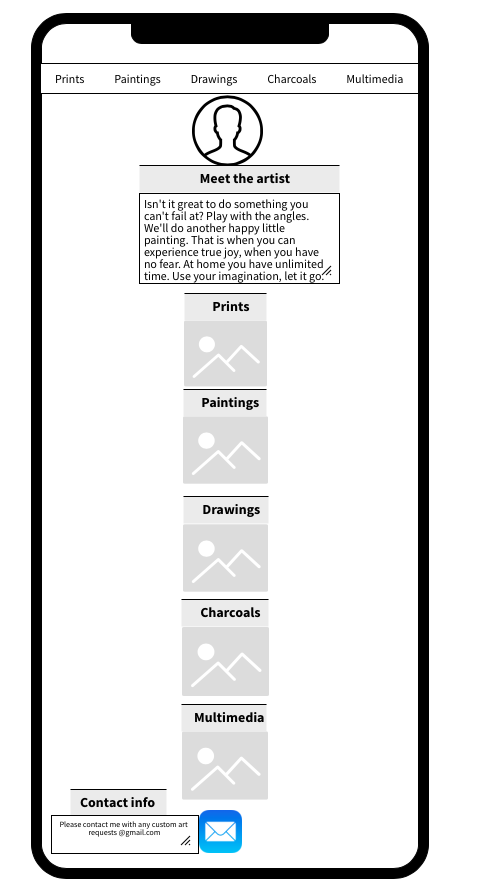 Prints Paintings Drawings Charcoals Multimedia
Meet the artist
Isn't it great to do something you
can't fail at? Play with the angles.
We'll do another happy little
painting. That is when you can
experience true joy, when you have
no fear. At home you have unlimited
time. Use your imagination, let it go.
Prints
Paintings
Drawings
Charcoals
Multimedia
Contact info
Please contact me with any custom art
requests @gmail.com